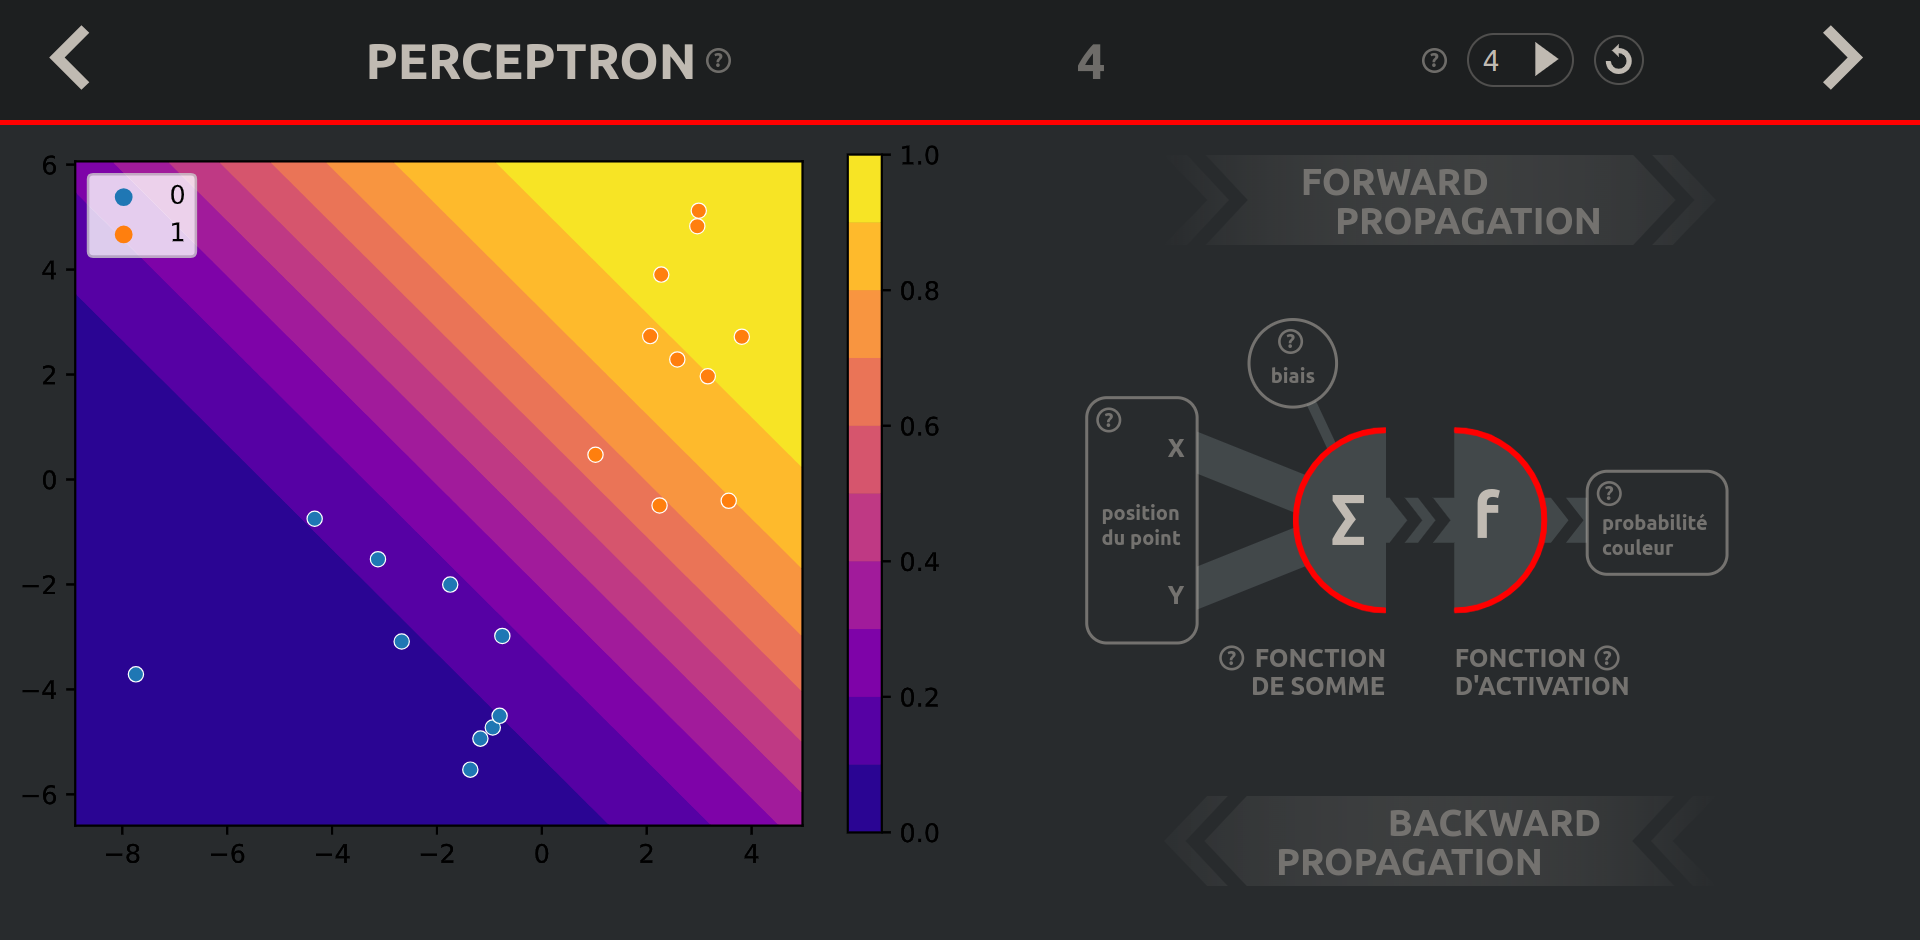 PERCEPTRON ?
4
? 4
6
4
2
0
−2
−4
−6
−8 −6 −4 −2 0 2 4
0
1
1.0
0.8
0.6
0.4
0.2
0.0
FORWARD
PROPAGATION
?
biais
?
X
position
du point
Y
Σ
f
?
probabilité
couleur
? FONCTION
DE SOMME
FONCTION ?
D'ACTIVATION
BACKWARD
PROPAGATION